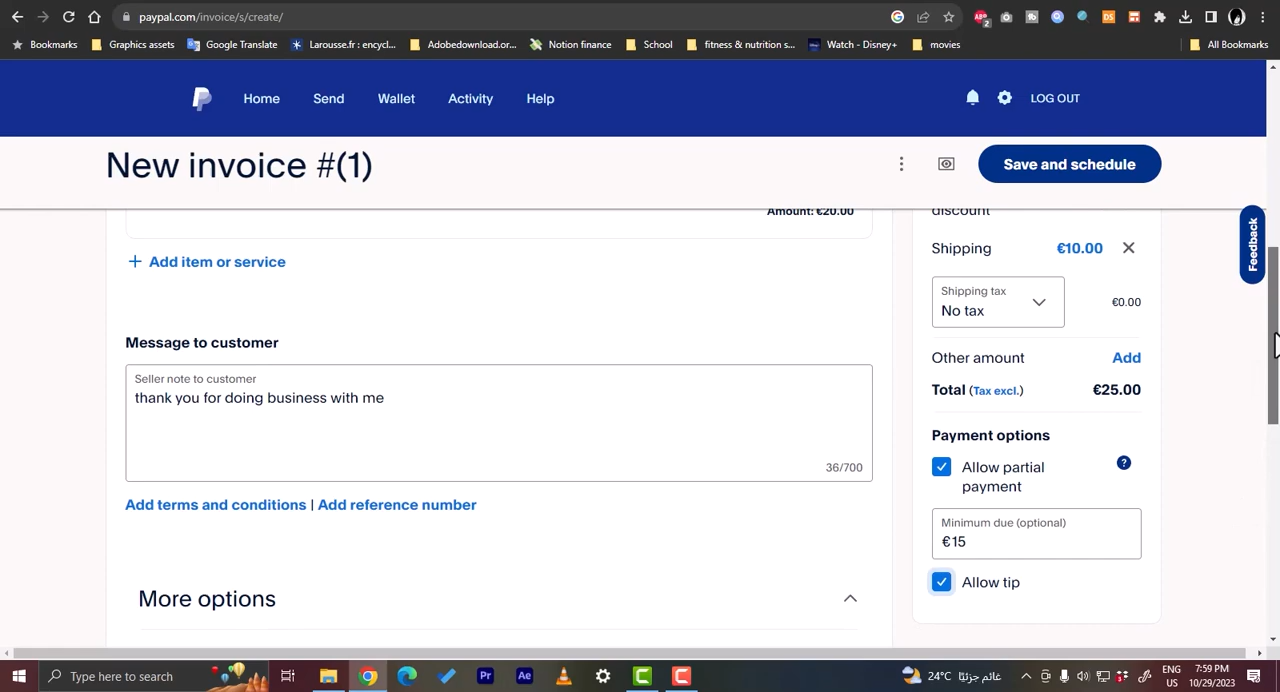 paypal.com/invoice/s/create/
2
Bookmarks
Graphics assets
Google Translate
Larousse.fr : encycl...
Adobedownload.or...
Notion finance
School
fitness & nutrition s...
Watch - Disney+
movies
All Bookmarks
Home
Send
Wallet
Activity
Help
LOG OUT
New invoice #(1)
Save and schedule
Feedback
Amount: €20.00
discount
Add item or service
Shipping
€10.00
Shipping tax
No tax
€0.00
Message to customer
Seller note to customer
thank you for doing business with me
36/700
Other amount
Add
Total (Tax excl.)
€25.00
Payment options
Allow partial
payment
?
Add terms and conditions | Add reference number
Minimum due (optional)
€15
Allow tip
More options
Type here to search
Pr
Ae
24°C
غائم جزئيًا
ENG
US
7:59 PM
10/29/2023